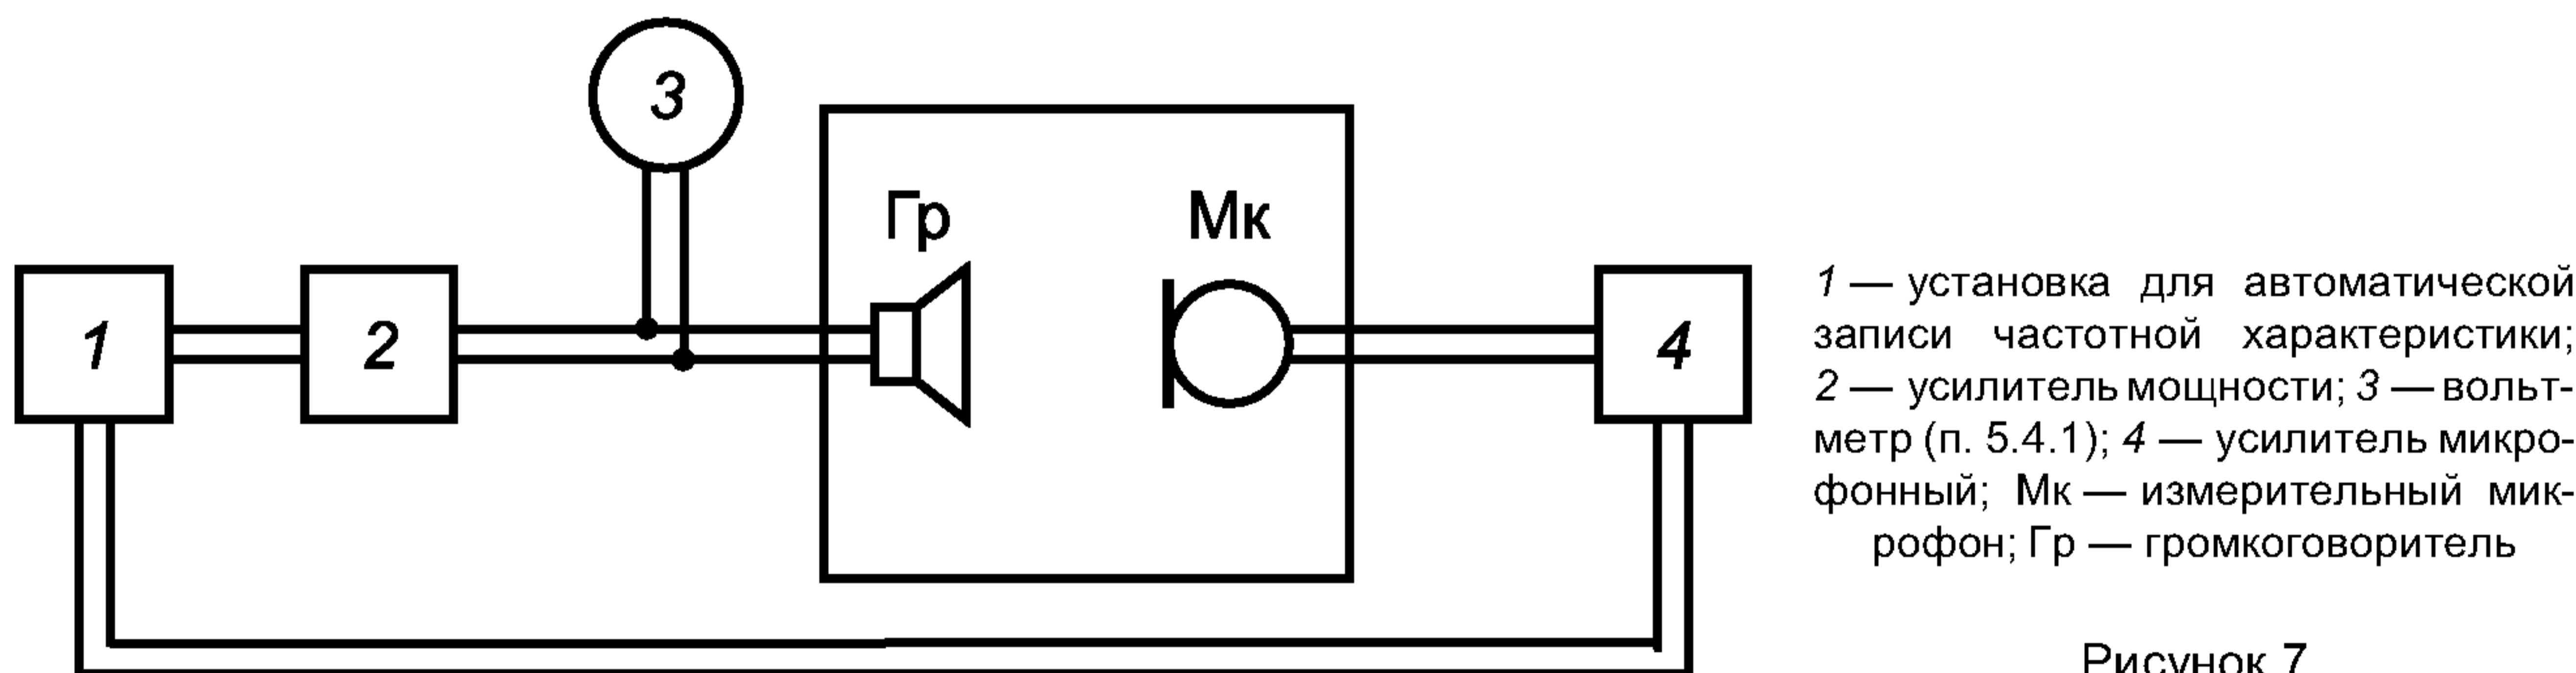 3
Гр
Мк
1
2
4
1 — установка для автоматической
записи частотной характеристики;
2 — усилитель мощности; 3 — вольт-
метр (п. 5.4.1); 4 — усилитель микро-
фонный; Мк — измерительный мик-
рофон; Гр — громкоговоритель
Рисунок 7